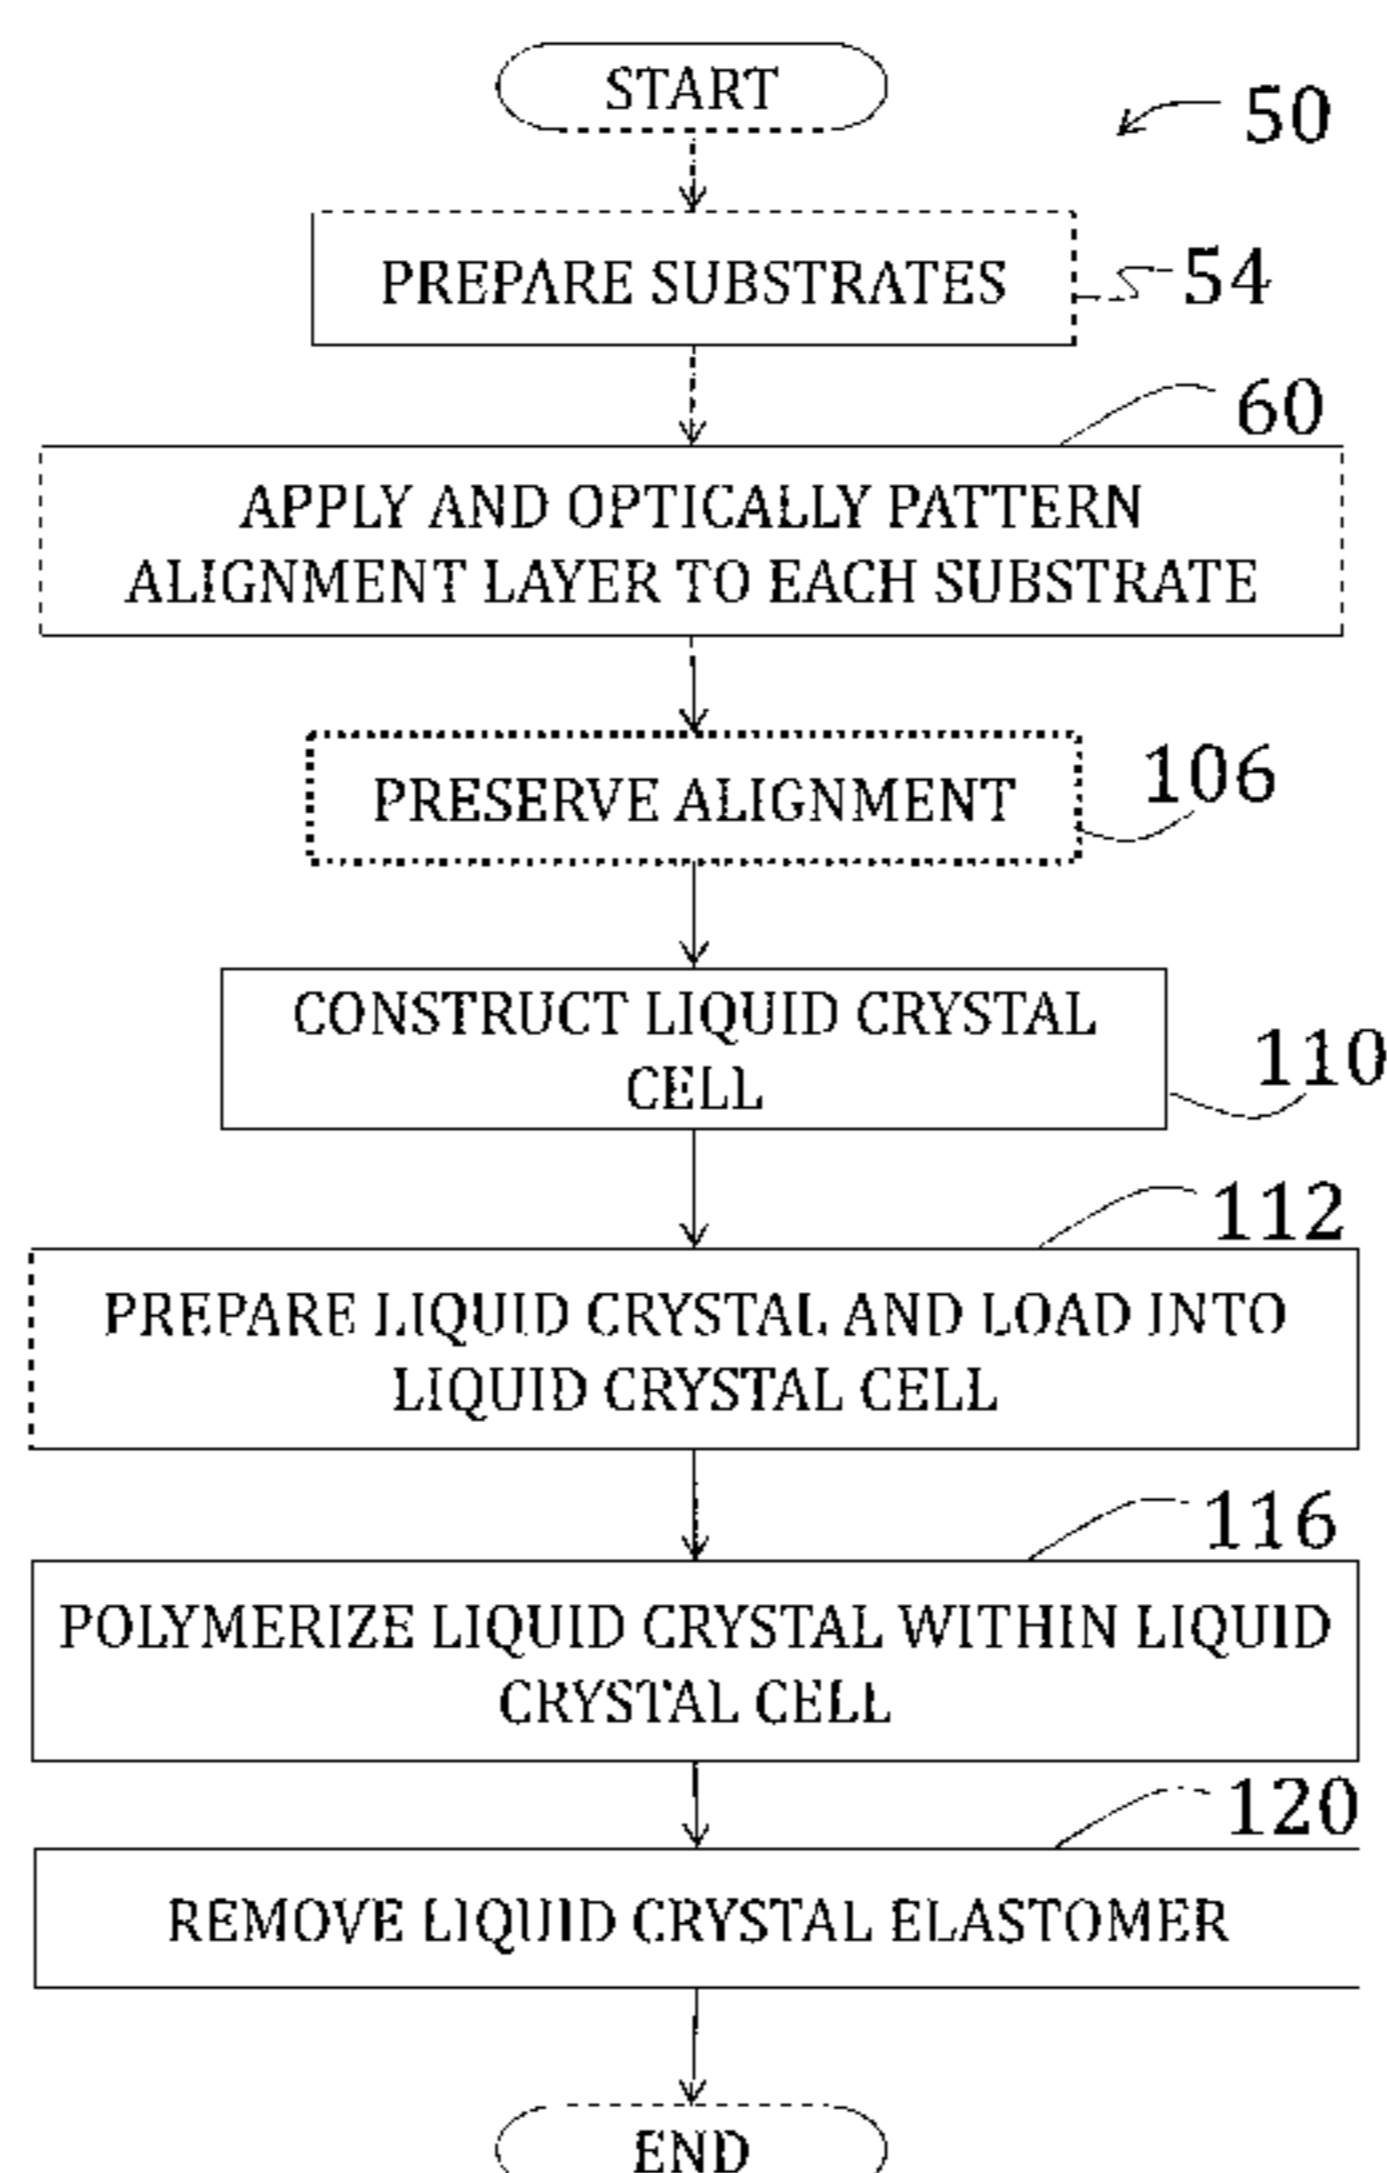 START
50
PREPARE SUBSTRATES
54
60
APPLY AND OPTICALLY PATTERN
ALIGNMENT LAYER TO EACH SUBSTRATE
PRESERVE ALIGNMENT
106
CONSTRUCT LIQUID CRYSTAL
CELL
110
112
PREPARE LIQUID CRYSTAL AND LOAD INTO
LIQUID CRYSTAL CELL
116
POLYMERIZE LIQUID CRYSTAL WITHIN LIQUID
CRYSTAL CELL
120
REMOVE LIQUID CRYSTAL ELASTOMER
END